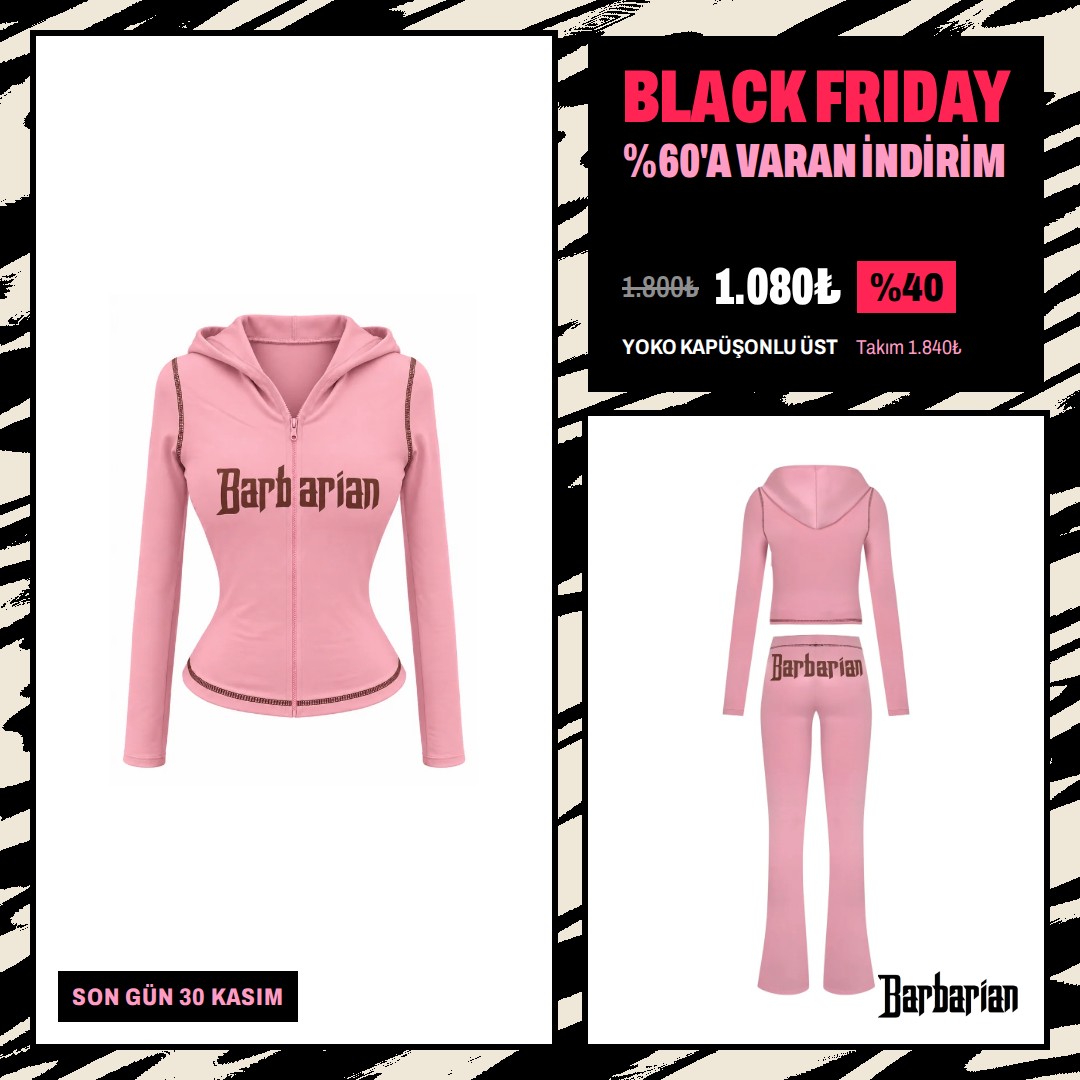 BLACK FRIDAY
%60'A VARAN İNDİRİM
1.800₺ 1.080₺ %40
YOKO KAPÜŞONLU ÜST Takım 1.840₺
Barbarian
Barbarian
SON GÜN 30 KASIM
Barbarian